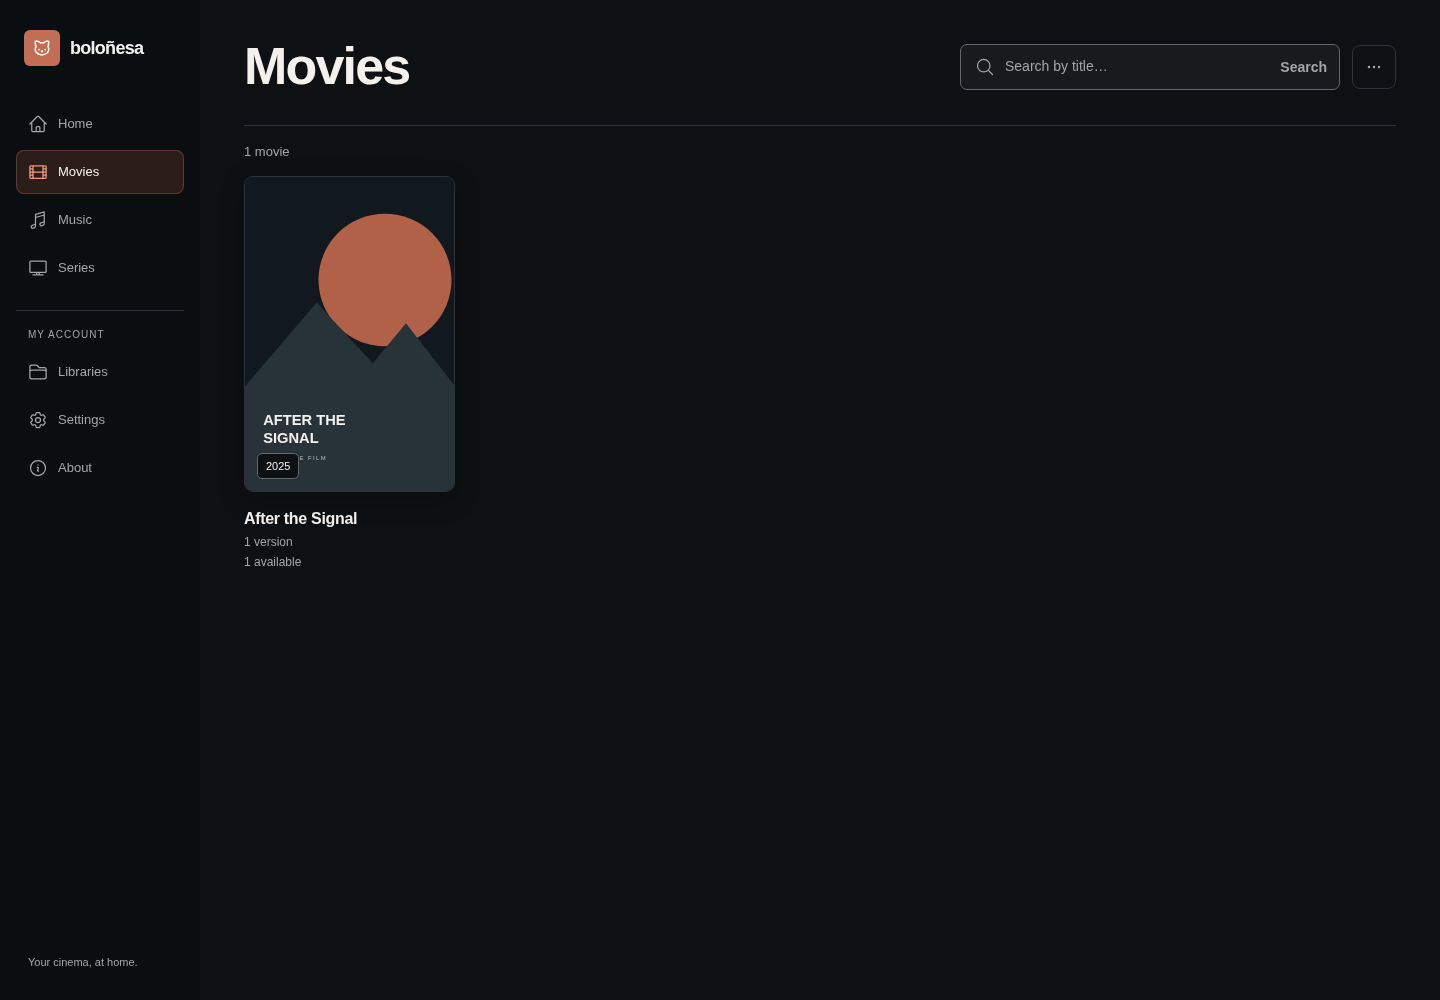 boloñesa
Home
Movies
Music
Series
MY ACCOUNT
Libraries
Settings
About
Your cinema, at home.
Movies
Search by title…
Search
1 movie
AFTER THE
SIGNAL
FILM
2025
After the Signal
1 version
1 available